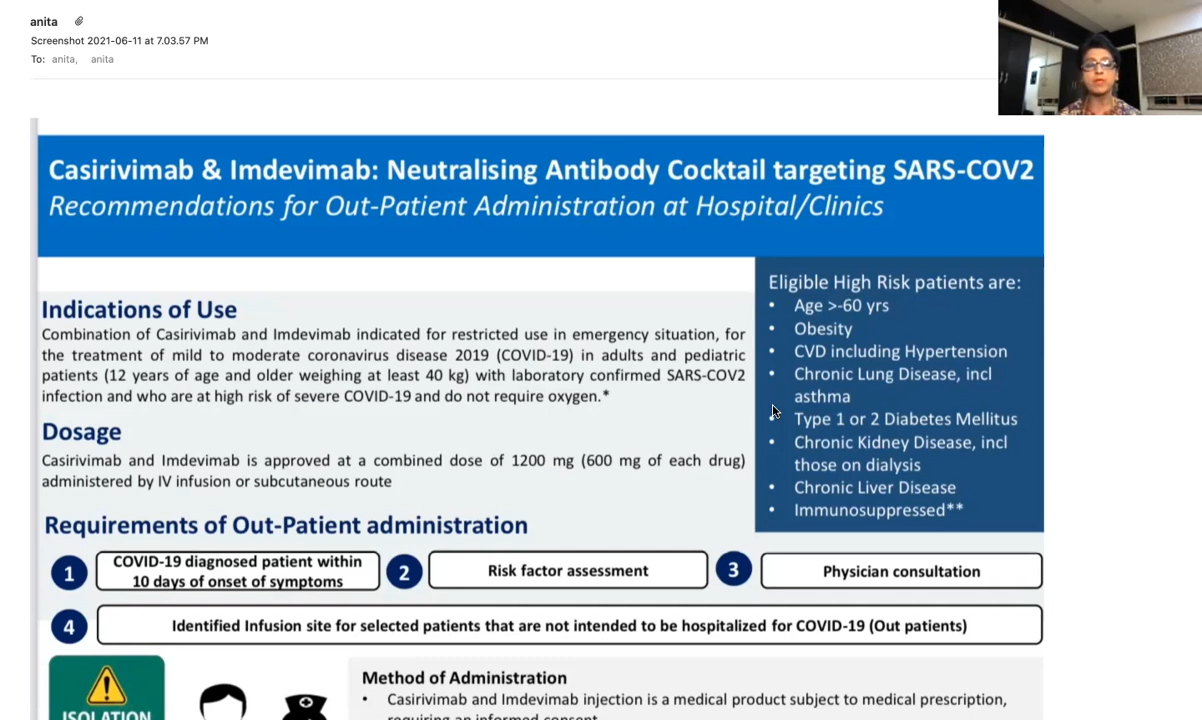 anita
Screenshot 2021-06-11 at 7.03.57 PM
To: anita, anita
Casirivimab & Imdevimab: Neutralising Antibody Cocktail targeting SARS-COV2
Recommendations for Out-Patient Administration at Hospital/Clinics
Indications of Use
Combination of Casirivimab and Imdevimab indicated for restricted use in emergency situation, for
the treatment of mild to moderate coronavirus disease 2019 (COVID-19) in adults and pediatric
patients (12 years of age and older weighing at least 40 kg) with laboratory confirmed SARS-COV2
infection and who are at high risk of severe COVID-19 and do not require oxygen.*
Dosage
Casirivimab and Imdevimab is approved at a combined dose of 1200 mg (600 mg of each drug)
administered by IV infusion or subcutaneous route
Eligible High Risk patients are:
• Age >-60 yrs
• Obesity
• CVD including Hypertension
• Chronic Lung Disease, incl
asthma
• Type 1 or 2 Diabetes Mellitus
• Chronic Kidney Disease, incl
those on dialysis
• Chronic Liver Disease
• Immunosuppressed**
Requirements of Out-Patient administration
1 COVID-19 diagnosed patient within
10 days of onset of symptoms
2 Risk factor assessment
3 Physician consultation
4 Identified Infusion site for selected patients that are not intended to be hospitalized for COVID-19 (Out patients)
ISOLATION
Method of Administration
• Casirivimab and Imdevimab injection is a medical product subject to medical prescription,
requiring an informed consent